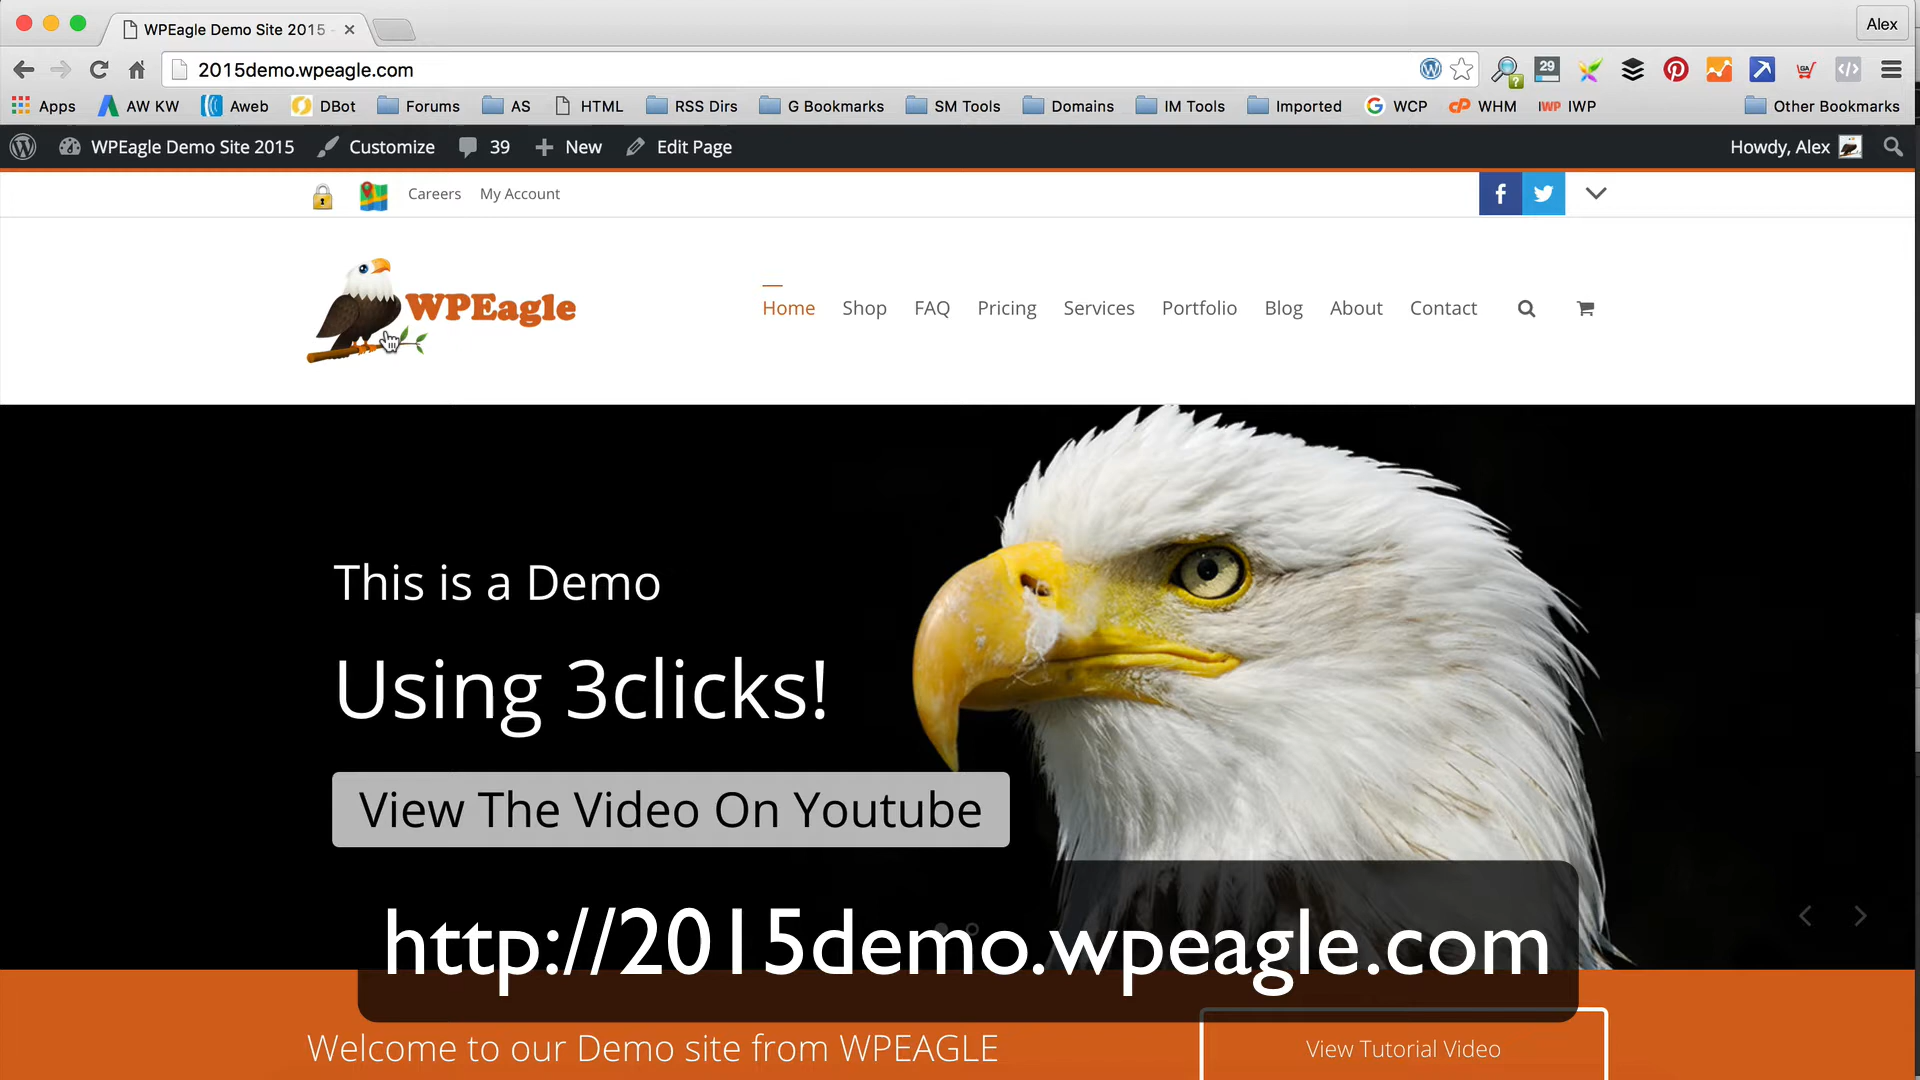 WPEagle Demo Site 2015
Alex
2015demo.wpeagle.com
29
Apps AW KW Aweb DBot Forums AS HTML RSS Dirs G Bookmarks SM Tools Domains IM Tools Imported WCP WHM IWP IWP Other Bookmarks
WPEagle Demo Site 2015 Customize 39 New Edit Page Howdy, Alex
Careers My Account
WPEagle
Home Shop FAQ Pricing Services Portfolio Blog About Contact
This is a Demo
Using 3clicks!
View The Video On Youtube
http://2015demo.wpeagle.com
Welcome to our Demo site from WPEAGLE
View Tutorial Video